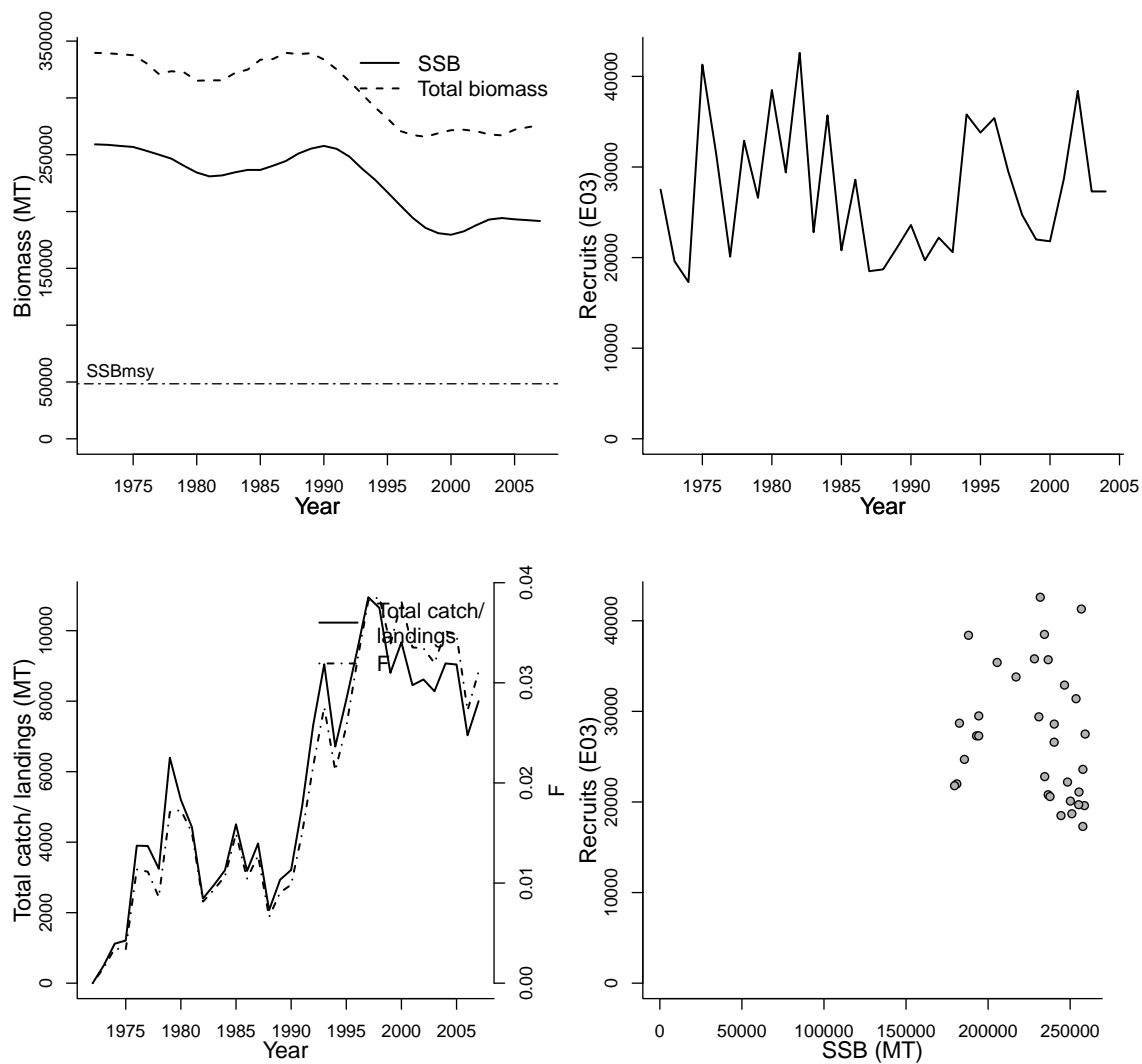 SSB
Total biomass
SSBmsy
Biomass (MT)
0
50000
150000
250000
350000
1975 1980 1985 1990 1995 2000 2005
Year
Recruits (E03)
0
10000
20000
30000
40000
1975 1980 1985 1990 1995 2000 2005
Year
Total catch/
landings
F
Total catch/ landings (MT)
0
2000
4000
6000
8000
10000
F
0.00
0.01
0.02
0.03
0.04
1975 1980 1985 1990 1995 2000 2005
Year
Recruits (E03)
0
10000
20000
30000
40000
0 50000 100000 150000 200000 250000
SSB (MT)